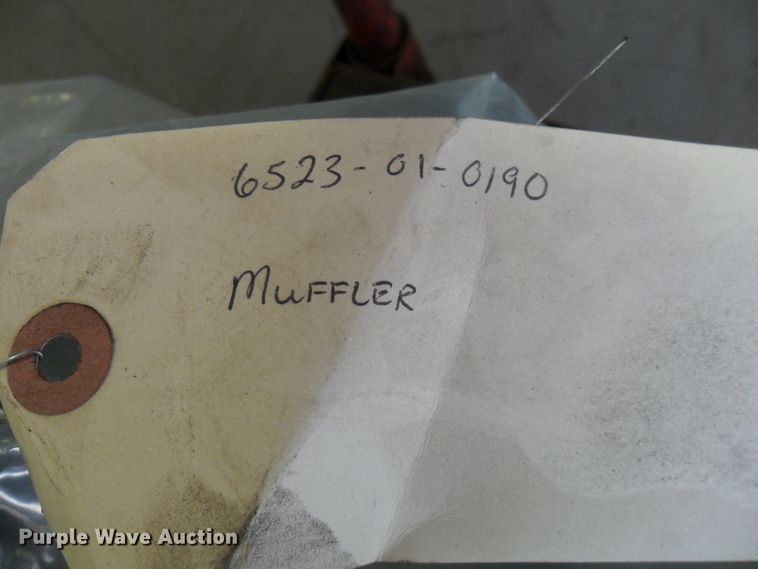 6523-01-0190
MUFFLER
Purple Wave Auction